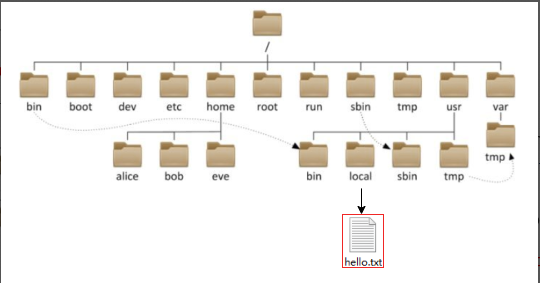 /
bin boot dev etc home root run sbin tmp usr var
tmp
alice bob eve bin local sbin tmp
hello.txt